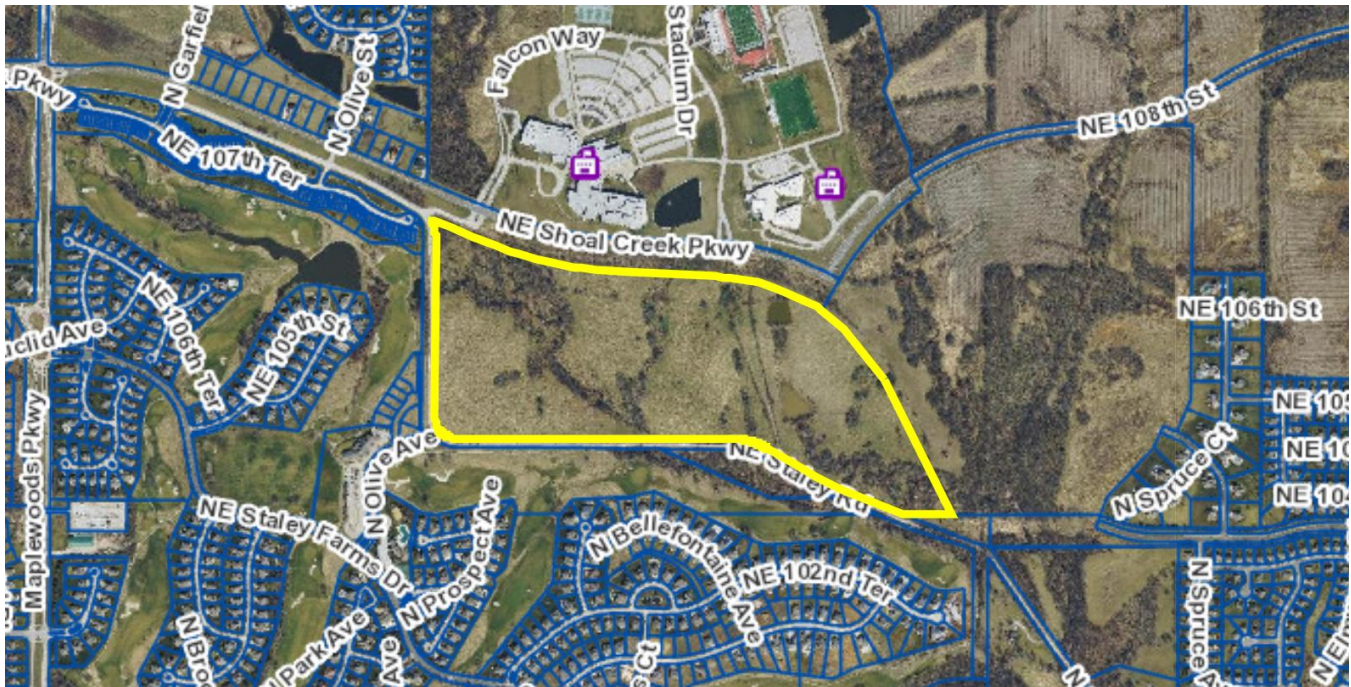 Pkwy
N Garfiel
N Olive St
Falcon Way
Stadium Dr
NE 108th St
NE 107th Ter
NE Shoal Creek Pkwy
NE 106th St
uclid Ave
NE 106th Ter
NE 105th St
Maplewoods Pkwy
N Olive Ave
NE Staley Rd
NE 105
NE 10
NE 104
N Spruce Ct
NE Staley Farms Dr
N Prospect Ave
N Bellefontaine Ave
NE 102nd Ter
N Bro
Park Ave
Ave
s Ct
N
N Spruce A